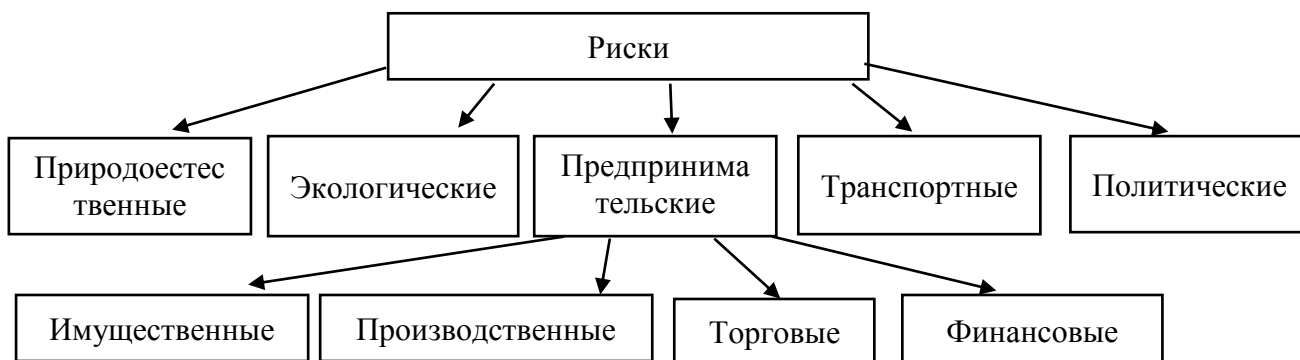 Риски
Природоестес
твенные
Экологические
Предпринима
тельские
Транспортные
Политические
Имущественные
Производственные
Торговые
Финансовые